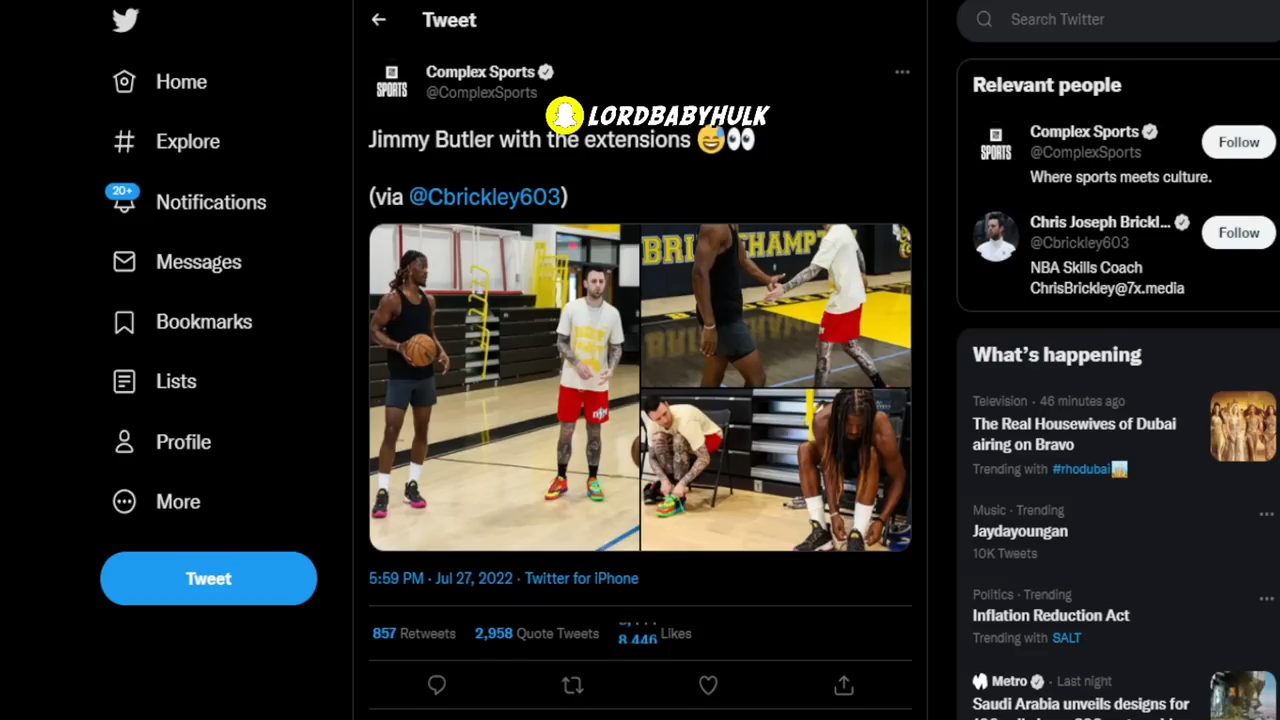 Home
Explore
20+
Notifications
Messages
Bookmarks
Lists
Profile
More
Tweet
Tweet
SPORTS
Complex Sports
@ComplexSports
LORDBABYHULK
Jimmy Butler with the extensions 😅👀
(via @Cbrickley603)
5:59 PM · Jul 27, 2022 · Twitter for iPhone
857 Retweets 2,958 Quote Tweets 8,446 Likes
Search Twitter
Relevant people
SPORTS
Complex Sports
@ComplexSports
Follow
Where sports meets culture.
Chris Joseph Brickl...
@Cbrickley603
Follow
NBA Skills Coach
ChrisBrickley@7x.media
What's happening
Television · 46 minutes ago
The Real Housewives of Dubai
airing on Bravo
Trending with #rhodubai
Music · Trending
Jaydayoungan
10K Tweets
Politics · Trending
Inflation Reduction Act
Trending with SALT
Metro · Last night
Saudi Arabia unveils designs for